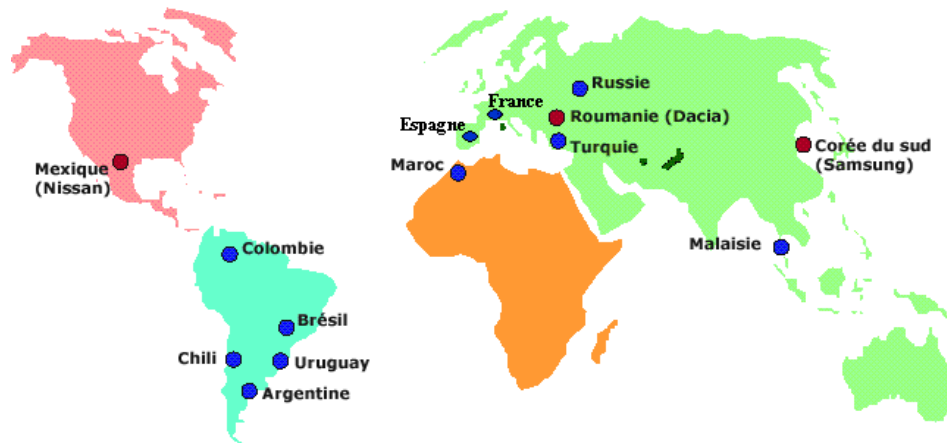 Russie
France
Roumanie (Dacia)
Espagne
Turquie
Corée du sud
(Samsung)
Maroc
Mexique
(Nissan)
Malaisie
Colombie
Brésil
Chili
Uruguay
Argentine